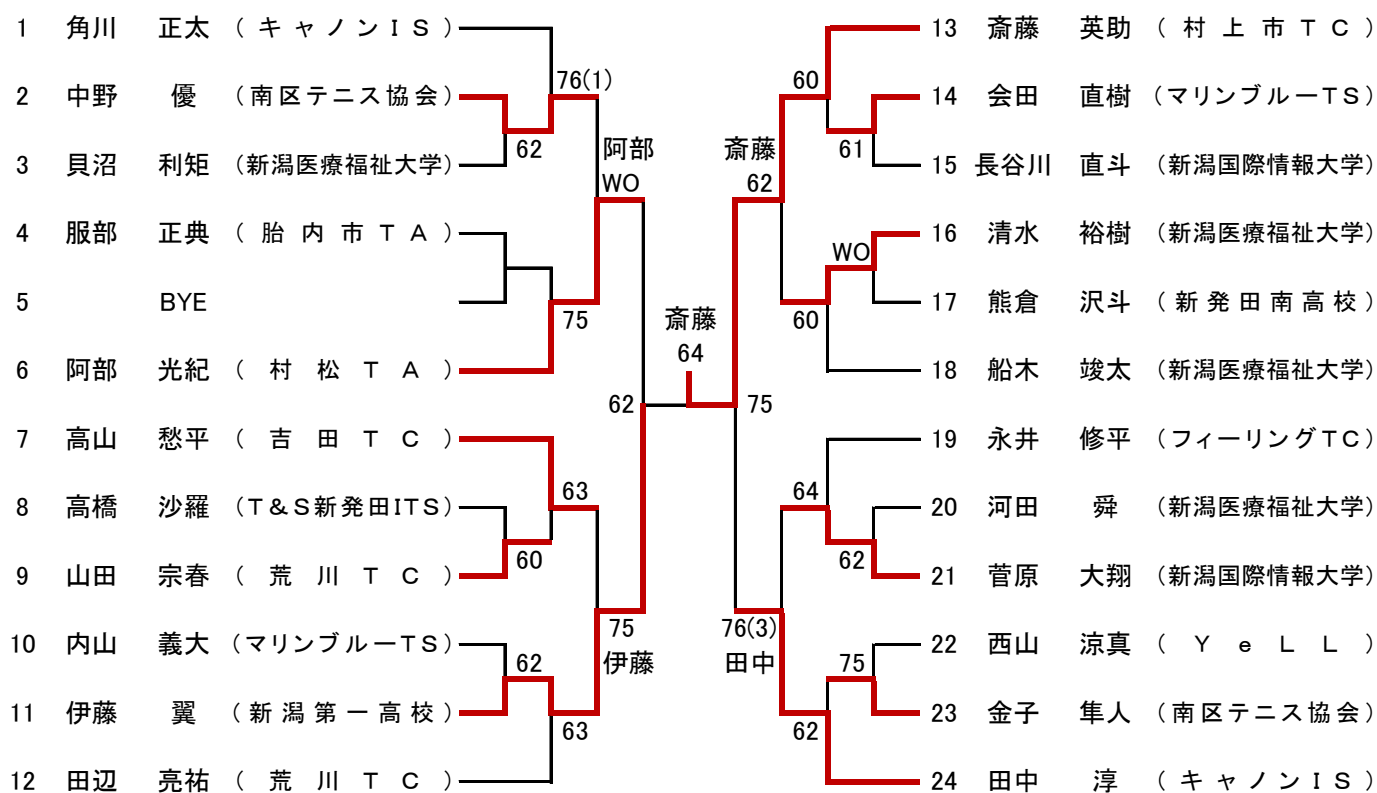 1 角川 正太 (キャノンIS)
2 中野 優 (南区テニス協会)
3 貝沼 利矩 (新潟医療福祉大学)
4 服部 正典 (胎内市TA)
5 BYE
6 阿部 光紀 (村松TA)
7 高山 愁平 (吉田TC)
8 高橋 沙羅 (T&S新発田ITS)
9 山田 宗春 (荒川TC)
10 内山 義大 (マリンブルーTS)
11 伊藤 翼 (新潟第一高校)
12 田辺 亮祐 (荒川TC)
76(1)
62
阿部
WO
75
62
63
60
75
伊藤
62
63
斎藤
64
60
斎藤
62
61
WO
60
75
64
62
76(3)
田中
75
62
13 斎藤 英助 (村上市TC)
14 会田 直樹 (マリンブルーTS)
15 長谷川 直斗 (新潟国際情報大学)
16 清水 裕樹 (新潟医療福祉大学)
17 熊倉 沢斗 (新発田南高校)
18 船木 竣太 (新潟医療福祉大学)
19 永井 修平 (フィーリングTC)
20 河田 舜 (新潟医療福祉大学)
21 菅原 大翔 (新潟国際情報大学)
22 西山 涼真 (YeLL)
23 金子 隼人 (南区テニス協会)
24 田中 淳 (キャノンIS)